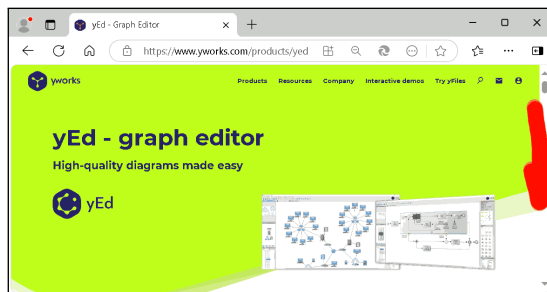 yEd - Graph Editor
https://www.yworks.com/products/yed
yworks
Products Resources Company Interactive demos Try yFiles
yEd - graph editor
High-quality diagrams made easy
yEd